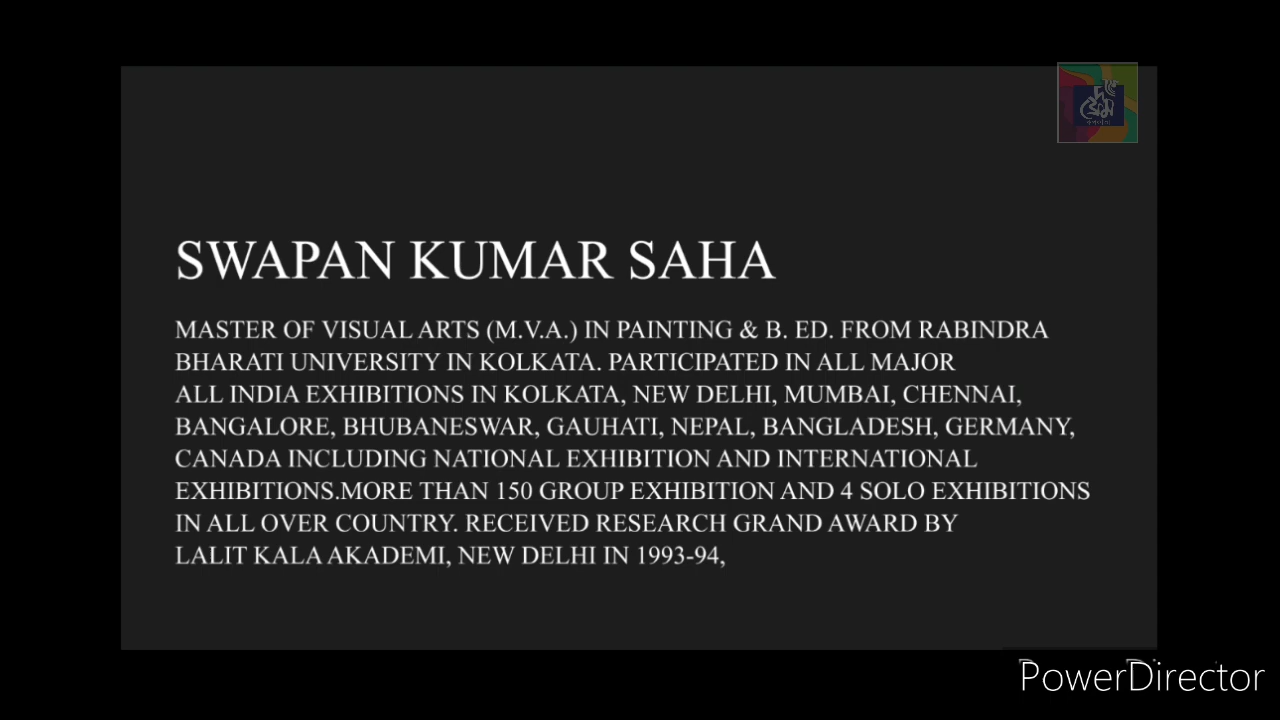 SWAPAN KUMAR SAHA
MASTER OF VISUAL ARTS (M.V.A.) IN PAINTING & B. ED. FROM RABINDRA
BHARATI UNIVERSITY IN KOLKATA. PARTICIPATED IN ALL MAJOR
ALL INDIA EXHIBITIONS IN KOLKATA, NEW DELHI, MUMBAI, CHENNAI,
BANGALORE, BHUBANESWAR, GAUHATI, NEPAL, BANGLADESH, GERMANY,
CANADA INCLUDING NATIONAL EXHIBITION AND INTERNATIONAL
EXHIBITIONS.MORE THAN 150 GROUP EXHIBITION AND 4 SOLO EXHIBITIONS
IN ALL OVER COUNTRY. RECEIVED RESEARCH GRAND AWARD BY
LALIT KALA AKADEMI, NEW DELHI IN 1993-94,
PowerDirector